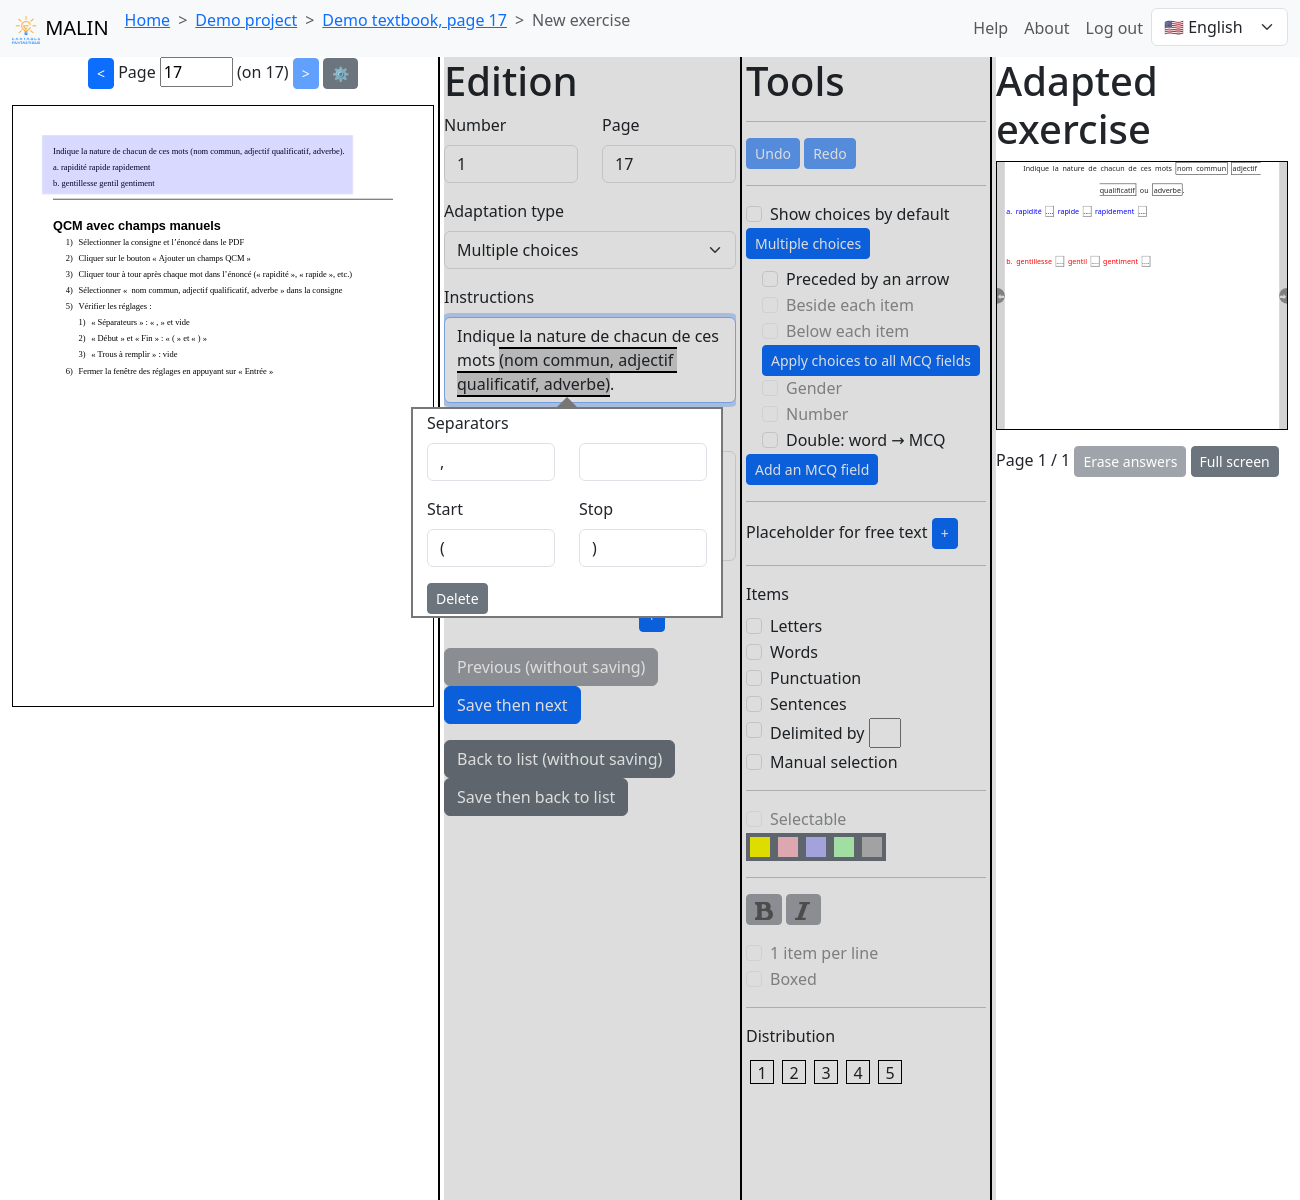 MALIN
Home > Demo project > Demo textbook, page 17 > New exercise
Help About Log out 🇺🇸 English
< Page 17 (on 17) > ⚙️
Indique la nature de chacun de ces mots (nom commun, adjectif qualificatif, adverbe).
a. rapidité rapide rapidement
b. gentillesse gentil gentiment
QCM avec champs manuels
1) Sélectionner la consigne et l'énoncé dans le PDF
2) Cliquer sur le bouton « Ajouter un champs QCM »
3) Cliquer tour à tour après chaque mot dans l'énoncé (« rapidité », « rapide », etc.)
4) Sélectionner «  nom commun, adjectif qualificatif, adverbe » dans la consigne
5) Vérifier les réglages :
1) « Séparateurs » : « , » et vide
2) « Début » et « Fin » : « ( » et « ) »
3) « Trous à remplir » : vide
6) Fermer la fenêtre des réglages en appuyant sur « Entrée »
Edition
Number Page
1 17
Adaptation type
Multiple choices
Instructions
Indique la nature de chacun de ces
mots (nom commun, adjectif
qualificatif, adverbe).
Separators
,
Start Stop
( )
Delete
Previous (without saving)
Save then next
Back to list (without saving)
Save then back to list
Tools
Undo Redo
Show choices by default
Multiple choices
Preceded by an arrow
Beside each item
Below each item
Apply choices to all MCQ fields
Gender
Number
Double: word → MCQ
Add an MCQ field
Placeholder for free text +
Items
Letters
Words
Punctuation
Sentences
Delimited by
Manual selection
Selectable
B I
1 item per line
Boxed
Distribution
1 2 3 4 5
Adapted
exercise
Indique la nature de chacun de ces mots nom commun adjectif
qualificatif ou adverbe.
a. rapidité ... rapide ... rapidement ...
b. gentillesse ... gentil ... gentiment ...
Page 1 / 1 Erase answers Full screen